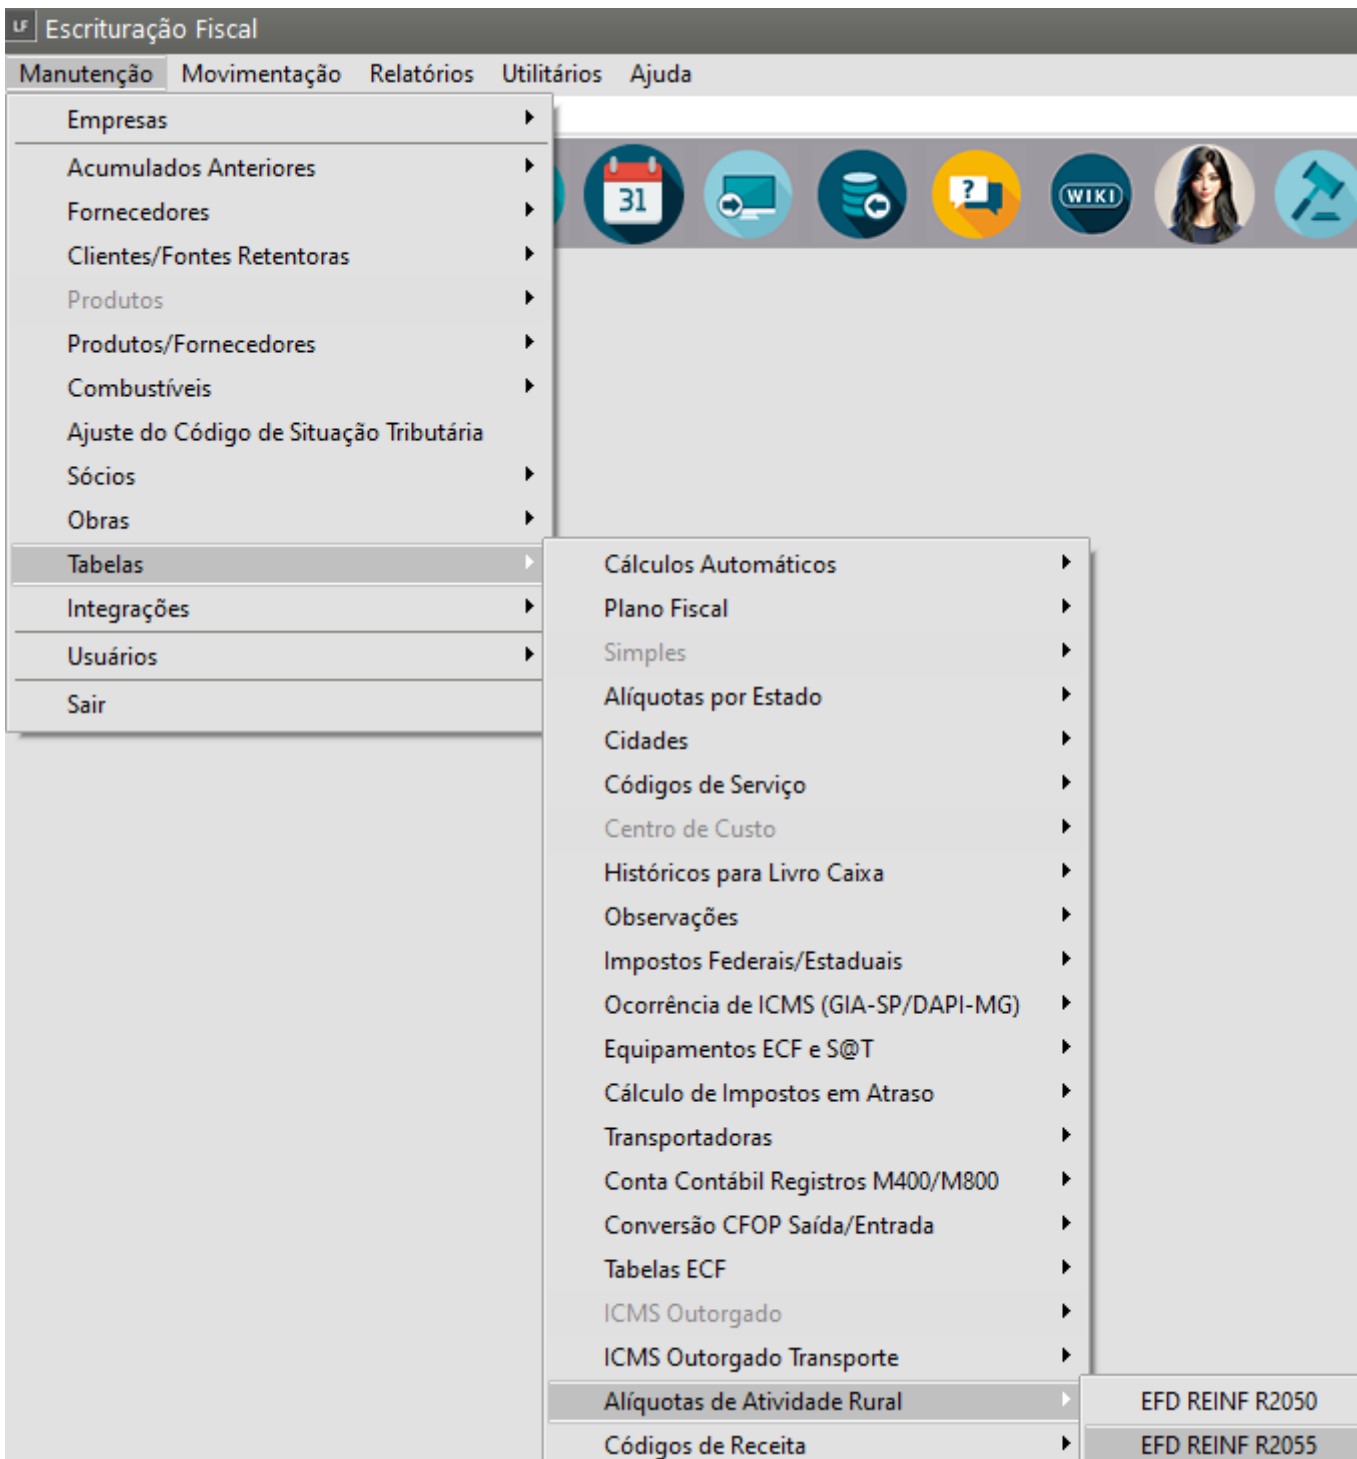 LF Escrituração Fiscal
Manutenção Movimentação Relatórios Utilitários Ajuda
Empresas
Acumulados Anteriores
Fornecedores
Clientes/Fontes Retentoras
Produtos
Produtos/Fornecedores
Combustíveis
Ajuste do Código de Situação Tributária
Sócios
Obras
Tabelas
Integrações
Usuários
Sair
31
?
WIKI
Cálculos Automáticos
Plano Fiscal
Simples
Alíquotas por Estado
Cidades
Códigos de Serviço
Centro de Custo
Históricos para Livro Caixa
Observações
Impostos Federais/Estaduais
Ocorrência de ICMS (GIA-SP/DAPI-MG)
Equipamentos ECF e S@T
Cálculo de Impostos em Atraso
Transportadoras
Conta Contábil Registros M400/M800
Conversão CFOP Saída/Entrada
Tabelas ECF
ICMS Outorgado
ICMS Outorgado Transporte
Alíquotas de Atividade Rural
Códigos de Receita
EFD REINF R2050
EFD REINF R2055